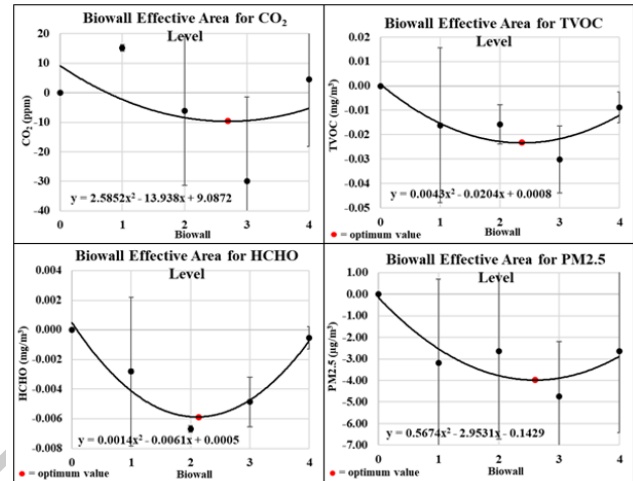 Biowall Effective Area for CO₂
Level
20
10
0
-10
-20
-30
-40
CO₂ (ppm)
y = 2.5852x² - 13.938x + 9.0872
0 1 2 3 4
Biowall
Biowall Effective Area for TVOC
Level
0.02
0.01
0.00
-0.01
-0.02
-0.03
-0.04
-0.05
TVOC (mg/m³)
y = 0.0043x² - 0.0204x + 0.0008
0 1 2 3 4
= optimum value Biowall
Biowall Effective Area for HCHO
Level
0.004
0.002
0.000
-0.002
-0.004
-0.006
-0.008
HCHO (mg/m³)
y = 0.0014x² - 0.0061x + 0.0005
0 1 2 3 4
= optimum value Biowall
Biowall Effective Area for PM2.5
Level
1.00
0.00
-1.00
-2.00
-3.00
-4.00
-5.00
-6.00
-7.00
PM2.5 (µg/m³)
y = 0.5674x² - 2.9531x - 0.1429
0 1 2 3 4
= optimum value Biowall